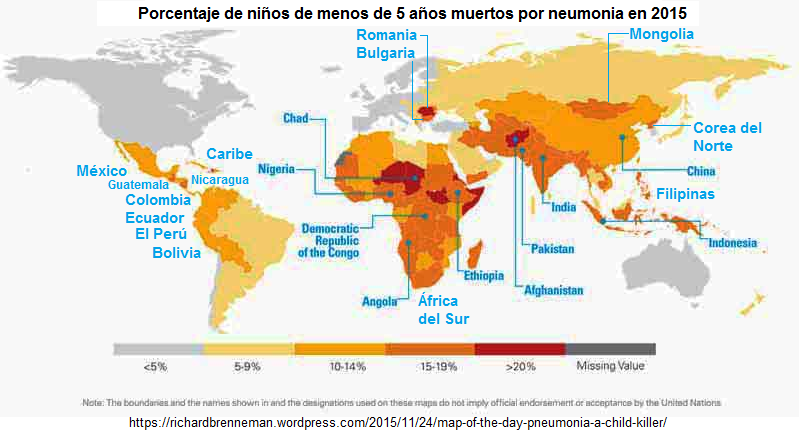 Porcentaje de niños de menos de 5 años muertos por neumonia en 2015
Romania
Bulgaria
Mongolia
Chad
Corea del
Norte
Caribe
México
Guatemala
Nicaragua
Nigeria
China
Colombia
Ecuador
El Perú
Bolivia
Filipinas
India
Democratic
Republic
of the Congo
Indonesia
Pakistan
Ethiopia
Afghanistan
Angola
África
del Sur
<5%
5-9%
10-14%
15-19%
>20%
Missing Value
Note: The boundaries and the names shown in and the designations used on these maps do not imply official endorsement or acceptance by the United Nations
https://richardbrenneman.wordpress.com/2015/11/24/map-of-the-day-pneumonia-a-child-killer/